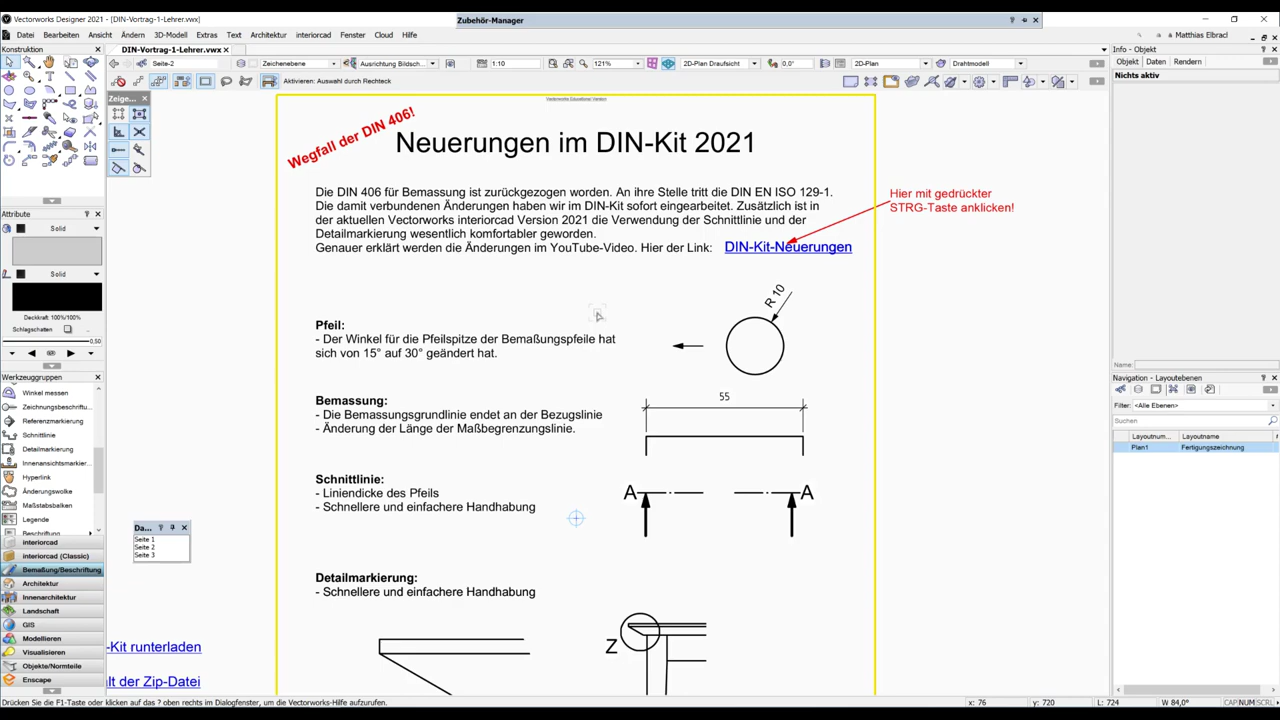 Vectorworks Designer 2021 - [DIN-Vortrag-1-Lehrer.vwx]
Zubehör-Manager
Datei Bearbeiten Ansicht Ändern 3D-Modell Extras Text Architektur interiorcad Fenster Cloud Hilfe
Matthias Elbracl
Konstruktion
DIN-Vortrag-1-Lehrer.vwx
Info - Objekt
Seite-2 Zeichenebene Ausrichtung Bildsch... 1:10 121% 2D-Plan Draufsicht 0,0° 2D-Plan Drahtmodell
Objekt Daten Rendern
Aktivieren: Auswahl durch Rechteck
Nichts aktiv
Zeige...
Vectorworks Educational Version
Wegfall der DIN 406!
Neuerungen im DIN-Kit 2021
Die DIN 406 für Bemassung ist zurückgezogen worden. An ihre Stelle tritt die DIN EN ISO 129-1.
Die damit verbundenen Änderungen haben wir im DIN-Kit sofort eingearbeitet. Zusätzlich ist in
der aktuellen Vectorworks interiorcad Version 2021 die Verwendung der Schnittlinie und der
Detailmarkierung wesentlich komfortabler geworden.
Genauer erklärt werden die Änderungen im YouTube-Video. Hier der Link: DIN-Kit-Neuerungen
Hier mit gedrückter
STRG-Taste anklicken!
Attribute
Solid
Solid
Deckkraft: 100%/100%
Schlagschatten
0,50
R 10
Pfeil:
- Der Winkel für die Pfeilspitze der Bemaßungspfeile hat
sich von 15° auf 30° geändert hat.
Bemassung:
- Die Bemassungsgrundlinie endet an der Bezugslinie
- Änderung der Länge der Maßbegrenzungslinie.
55
Schnittlinie:
- Liniendicke des Pfeils
- Schnellere und einfachere Handhabung
A A
Detailmarkierung:
- Schnellere und einfachere Handhabung
Z
Werkzeuggruppen
Winkel messen
Zeichnungsbeschriftu...
Referenzmarkierung
Schnittlinie
Detailmarkierung
Innenansichtsmarkier...
Hyperlink
Änderungswolke
Maßstabsbalken
Legende
Beschriftung
interiorcad
interiorcad (Classic)
Bemaßung/Beschriftung
Architektur
Innenarchitektur
Landschaft
GIS
Modellieren
Visualisieren
Objekte/Normteile
Enscape
Da...
Seite 1
Seite 2
Seite 3
-Kit runterladen
lt der Zip-Datei
Name:
Navigation - Layoutebenen
Filter: <Alle Ebenen>
Suchen
Layoutnum... Layoutname
Plan1 Fertigungszeichnung
Drücken Sie die F1-Taste oder klicken auf das ? oben rechts im Dialogfenster, um die Vectorworks-Hilfe aufzurufen.
x: 76 y: 720 L: 724 W 84,0° CAP NUM SCRL